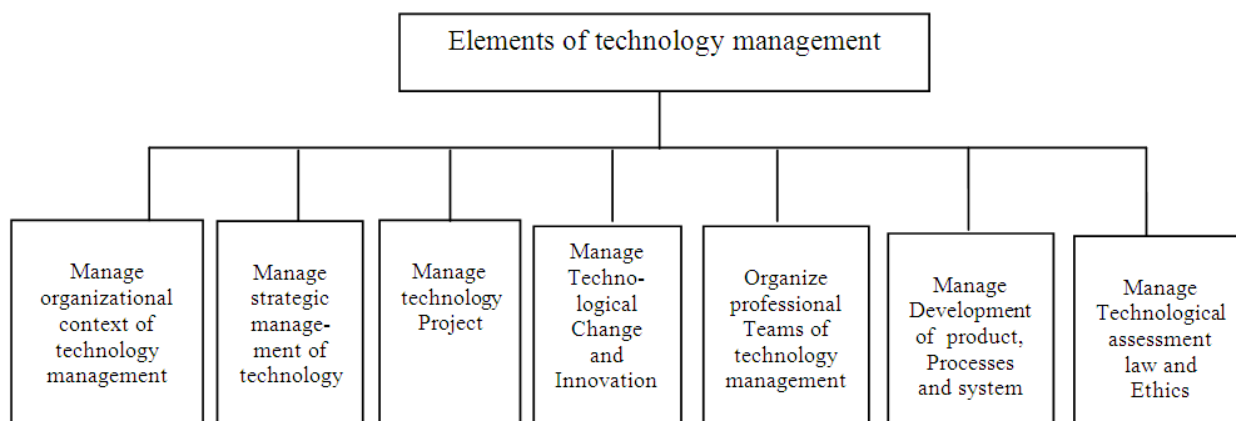 Elements of technology management
Manage
organizational
context of
technology
management
Manage
strategic
manage-
ment of
technology
Manage
technology
Project
Manage
Techno-
logical
Change
and
Innovation
Organize
professional
Teams of
technology
management
Manage
Development
of product,
Processes
and system
Manage
Technological
assessment
law and
Ethics